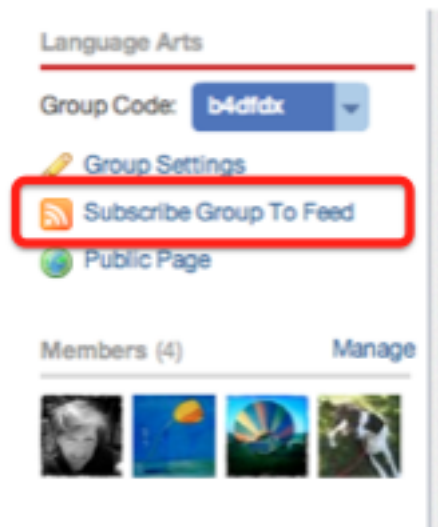 Language Arts
Group Code: b4dfdx
Group Settings
Subscribe Group To Feed
Public Page
Members (4) Manage